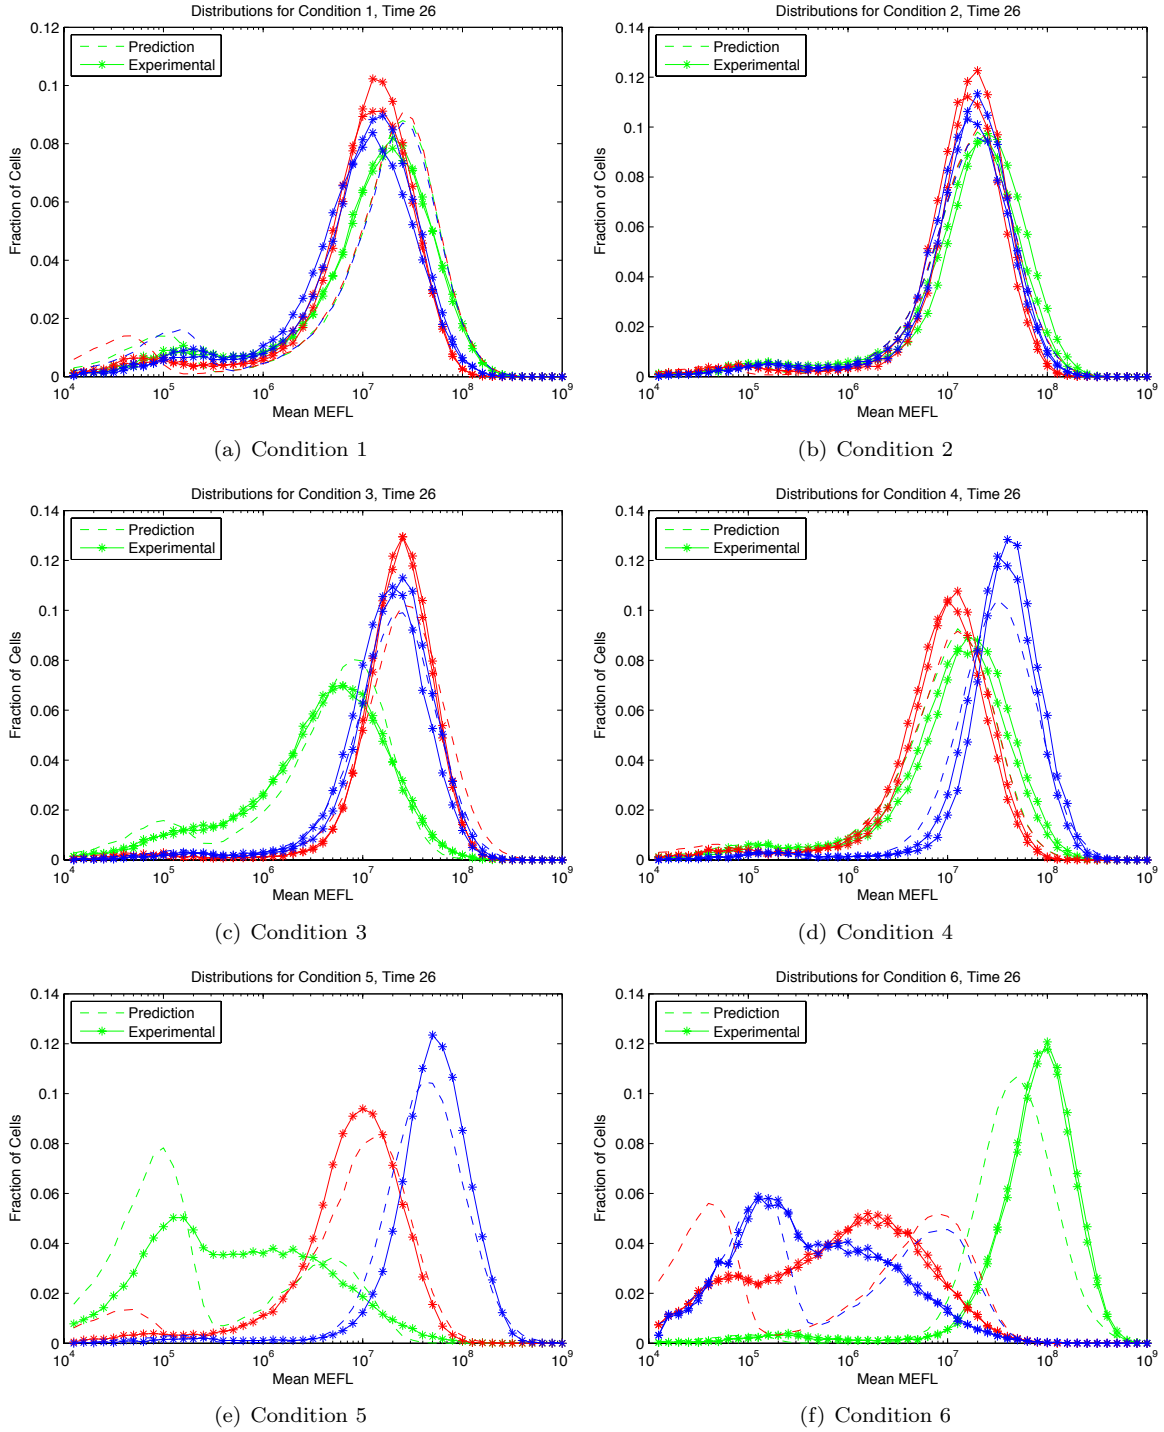 Distributions for Condition 1, Time 26
Prediction
Experimental
Fraction of Cells
0.12
0.1
0.08
0.06
0.04
0.02
0
10^4 10^5 10^6 10^7 10^8 10^9
Mean MEFL
(a) Condition 1
Distributions for Condition 2, Time 26
Prediction
Experimental
Fraction of Cells
0.14
0.12
0.1
0.08
0.06
0.04
0.02
0
10^4 10^5 10^6 10^7 10^8 10^9
Mean MEFL
(b) Condition 2
Distributions for Condition 3, Time 26
Prediction
Experimental
Fraction of Cells
0.14
0.12
0.1
0.08
0.06
0.04
0.02
0
10^4 10^5 10^6 10^7 10^8 10^9
Mean MEFL
(c) Condition 3
Distributions for Condition 4, Time 26
Prediction
Experimental
Fraction of Cells
0.14
0.12
0.1
0.08
0.06
0.04
0.02
0
10^4 10^5 10^6 10^7 10^8 10^9
Mean MEFL
(d) Condition 4
Distributions for Condition 5, Time 26
Prediction
Experimental
Fraction of Cells
0.14
0.12
0.1
0.08
0.06
0.04
0.02
0
10^4 10^5 10^6 10^7 10^8 10^9
Mean MEFL
(e) Condition 5
Distributions for Condition 6, Time 26
Prediction
Experimental
Fraction of Cells
0.14
0.12
0.1
0.08
0.06
0.04
0.02
0
10^4 10^5 10^6 10^7 10^8 10^9
Mean MEFL
(f) Condition 6